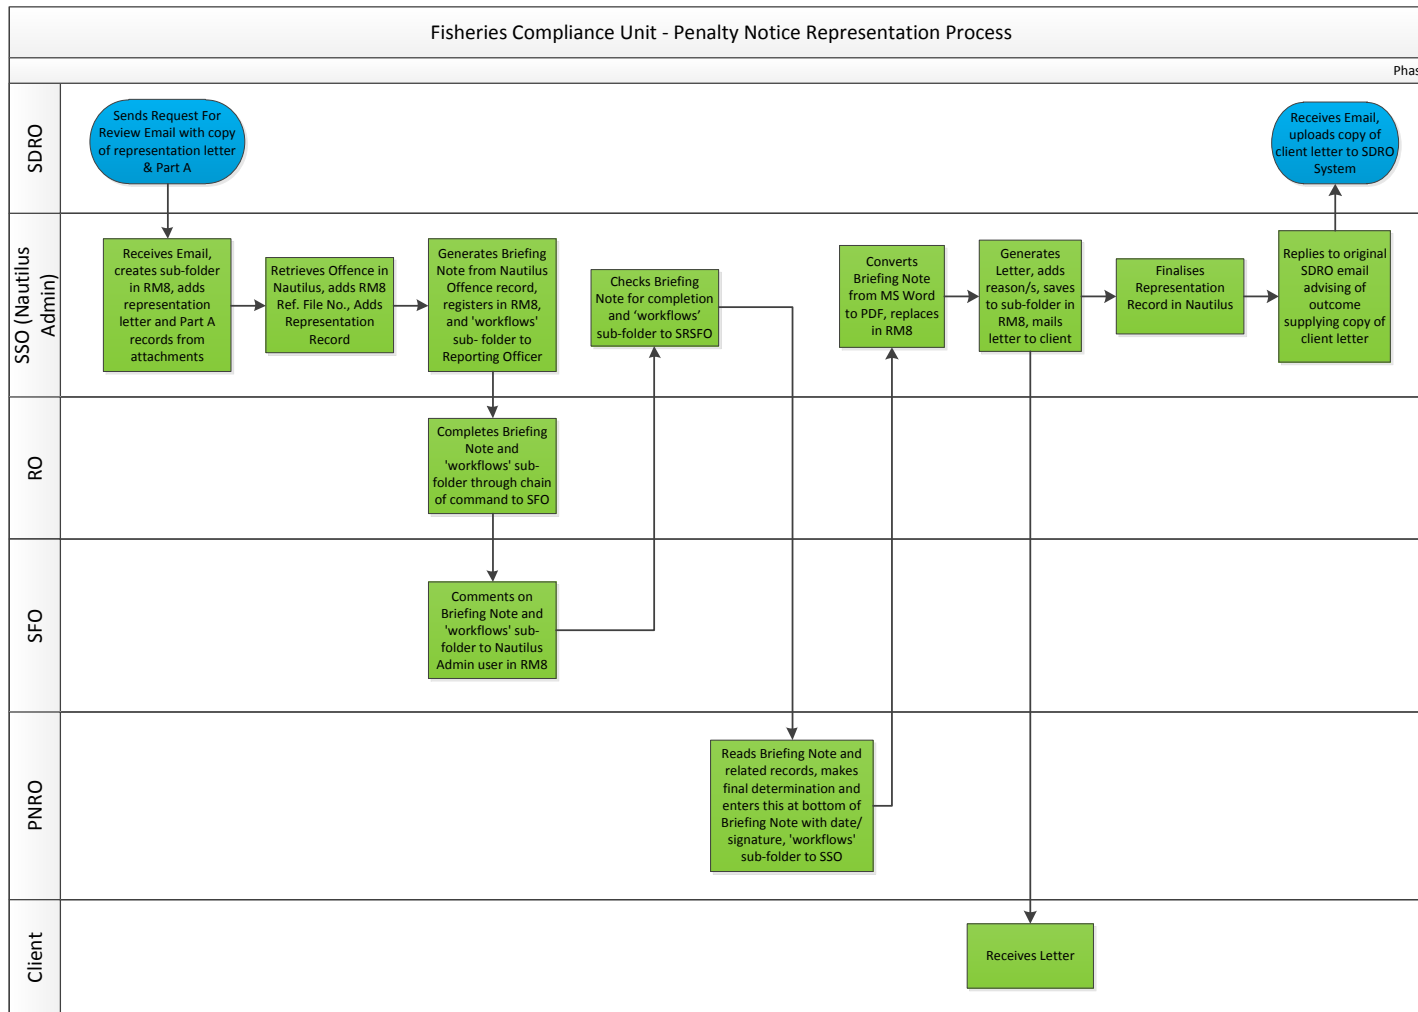 Fisheries Compliance Unit - Penalty Notice Representation Process
Phas
SDRO
Sends Request For
Review Email with copy
of representation letter
& Part A
Receives Email,
uploads copy of
client letter to SDRO
System
SSO (Nautilus
Admin)
Receives Email,
creates sub-folder
in RM8, adds
representation
letter and Part A
records from
attachments
Retrieves Offence in
Nautilus, adds RM8
Ref. File No., Adds
Representation
Record
Generates Briefing
Note from Nautilus
Offence record,
registers in RM8,
and 'workflows'
sub- folder to
Reporting Officer
Checks Briefing
Note for completion
and ‘workflows’
sub-folder to SRSFO
Converts
Briefing Note
from MS Word
to PDF, replaces
in RM8
Generates
Letter, adds
reason/s, saves
to sub-folder in
RM8, mails
letter to client
Finalises
Representation
Record in Nautilus
Replies to original
SDRO email
advising of
outcome
supplying copy of
client letter
RO
Completes Briefing
Note and
'workflows' sub-
folder through chain
of command to SFO
SFO
Comments on
Briefing Note and
'workflows' sub-
folder to Nautilus
Admin user in RM8
PNRO
Reads Briefing Note and
related records, makes
final determination and
enters this at bottom of
Briefing Note with date/
signature, 'workflows'
sub-folder to SSO
Client
Receives Letter